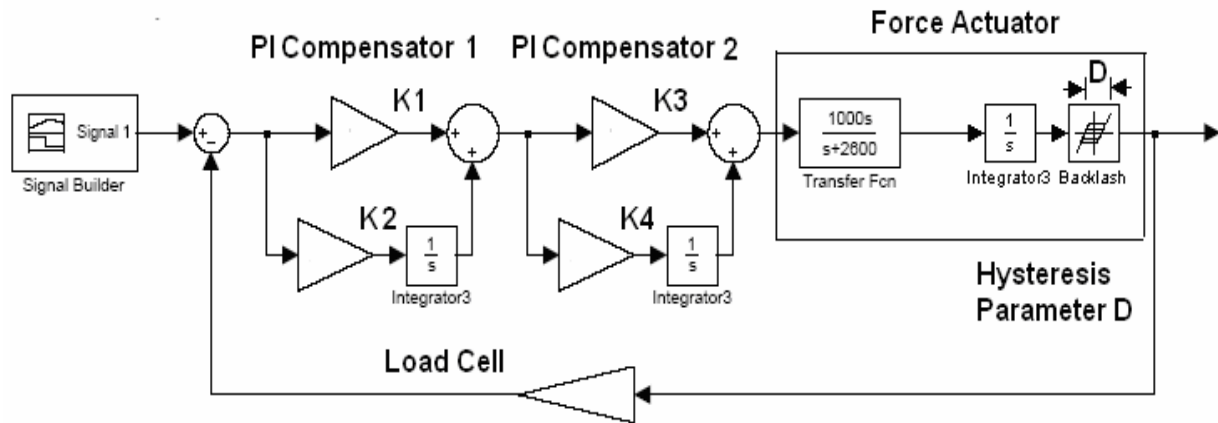 Force Actuator
PI Compensator 1
PI Compensator 2
D
K1
K3
Signal 1
+
−
+
+
+
+
1000s
s+2600
1
s
Signal Builder
Transfer Fcn
Integrator3
Backlash
K2
K4
1
s
1
s
Integrator3
Integrator3
Hysteresis
Parameter D
Load Cell